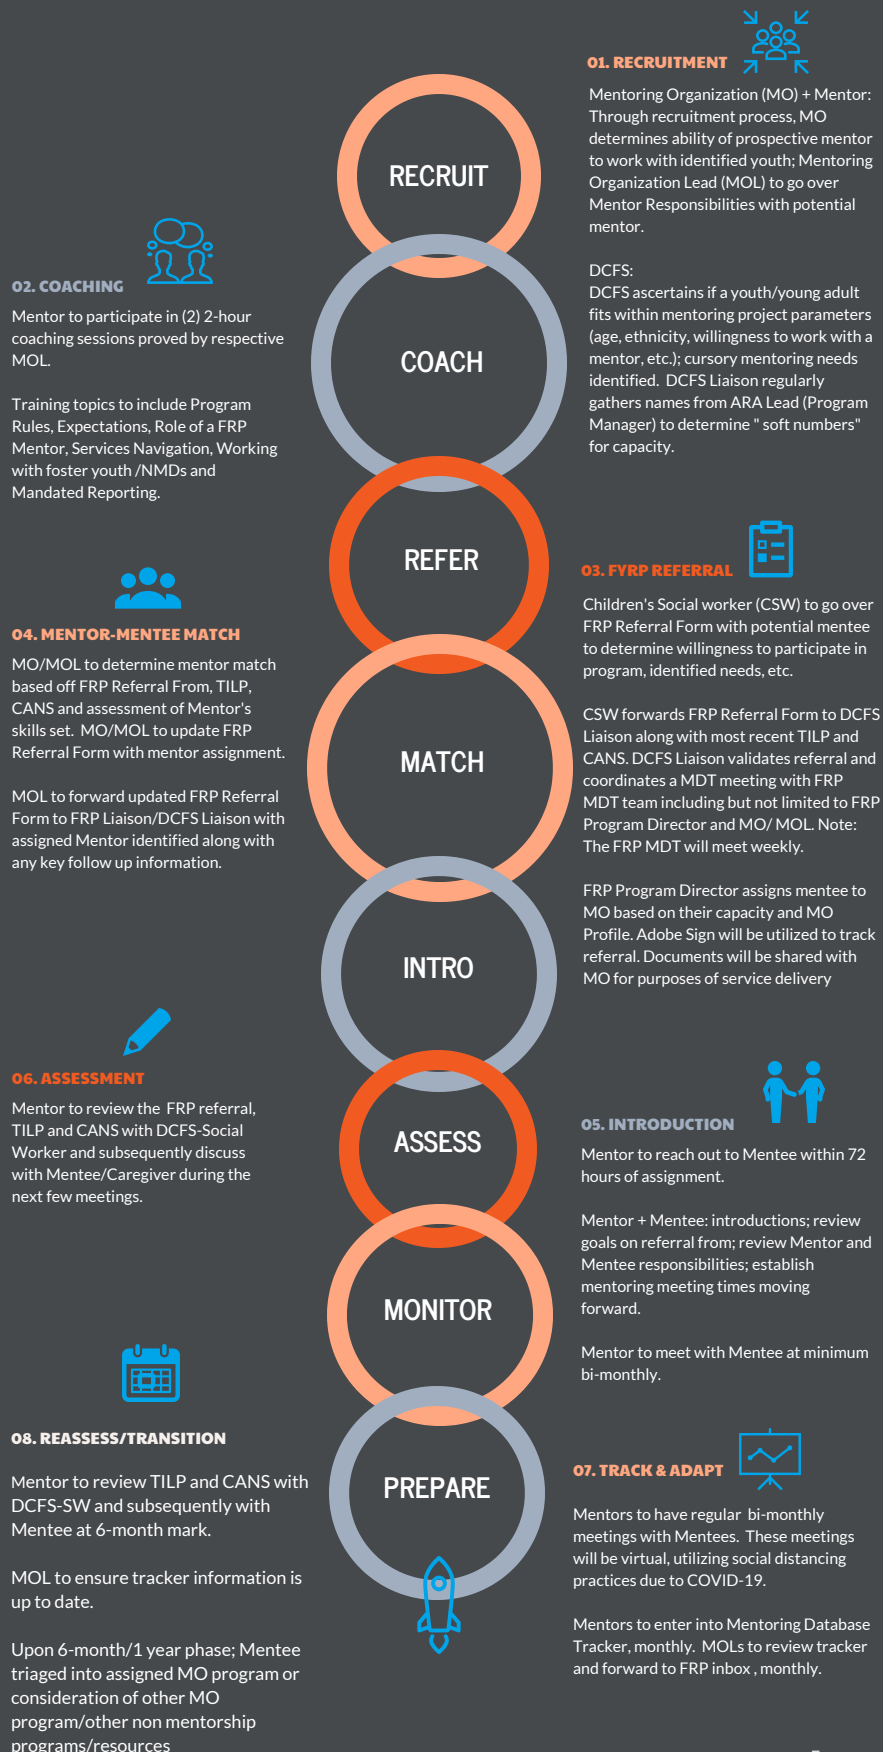 01. RECRUITMENT
Mentoring Organization (MO) + Mentor:
Through recruitment process, MO
determines ability of prospective mentor
to work with identified youth; Mentoring
Organization Lead (MOL) to go over
Mentor Responsibilities with potential
mentor.
DCFS:
DCFS ascertains if a youth/young adult
fits within mentoring project parameters
(age, ethnicity, willingness to work with a
mentor, etc.); cursory mentoring needs
identified. DCFS Liaison regularly
gathers names from ARA Lead (Program
Manager) to determine " soft numbers"
for capacity.
RECRUIT
02. COACHING
Mentor to participate in (2) 2-hour
coaching sessions proved by respective
MOL.
Training topics to include Program
Rules, Expectations, Role of a FRP
Mentor, Services Navigation, Working
with foster youth /NMDs and
Mandated Reporting.
COACH
REFER
03. FYRP REFERRAL
Children's Social worker (CSW) to go over
FRP Referral Form with potential mentee
to determine willingness to participate in
program, identified needs, etc.
CSW forwards FRP Referral Form to DCFS
Liaison along with most recent TILP and
CANS. DCFS Liaison validates referral and
coordinates a MDT meeting with FRP
MDT team including but not limited to FRP
Program Director and MO/ MOL. Note:
The FRP MDT will meet weekly.
FRP Program Director assigns mentee to
MO based on their capacity and MO
Profile. Adobe Sign will be utilized to track
referral. Documents will be shared with
MO for purposes of service delivery
04. MENTOR-MENTEE MATCH
MO/MOL to determine mentor match
based off FRP Referral From, TILP,
CANS and assessment of Mentor's
skills set. MO/MOL to update FRP
Referral Form with mentor assignment.
MOL to forward updated FRP Referral
Form to FRP Liaison/DCFS Liaison with
assigned Mentor identified along with
any key follow up information.
MATCH
INTRO
05. INTRODUCTION
Mentor to reach out to Mentee within 72
hours of assignment.
Mentor + Mentee: introductions; review
goals on referral from; review Mentor and
Mentee responsibilities; establish
mentoring meeting times moving
forward.
Mentor to meet with Mentee at minimum
bi-monthly.
06. ASSESSMENT
Mentor to review the FRP referral,
TILP and CANS with DCFS-Social
Worker and subsequently discuss
with Mentee/Caregiver during the
next few meetings.
ASSESS
MONITOR
07. TRACK & ADAPT
Mentors to have regular bi-monthly
meetings with Mentees. These meetings
will be virtual, utilizing social distancing
practices due to COVID-19.
Mentors to enter into Mentoring Database
Tracker, monthly. MOLs to review tracker
and forward to FRP inbox , monthly.
08. REASSESS/TRANSITION
Mentor to review TILP and CANS with
DCFS-SW and subsequently with
Mentee at 6-month mark.
MOL to ensure tracker information is
up to date.
Upon 6-month/1 year phase; Mentee
triaged into assigned MO program or
consideration of other MO
program/other non mentorship
programs/resources
PREPARE